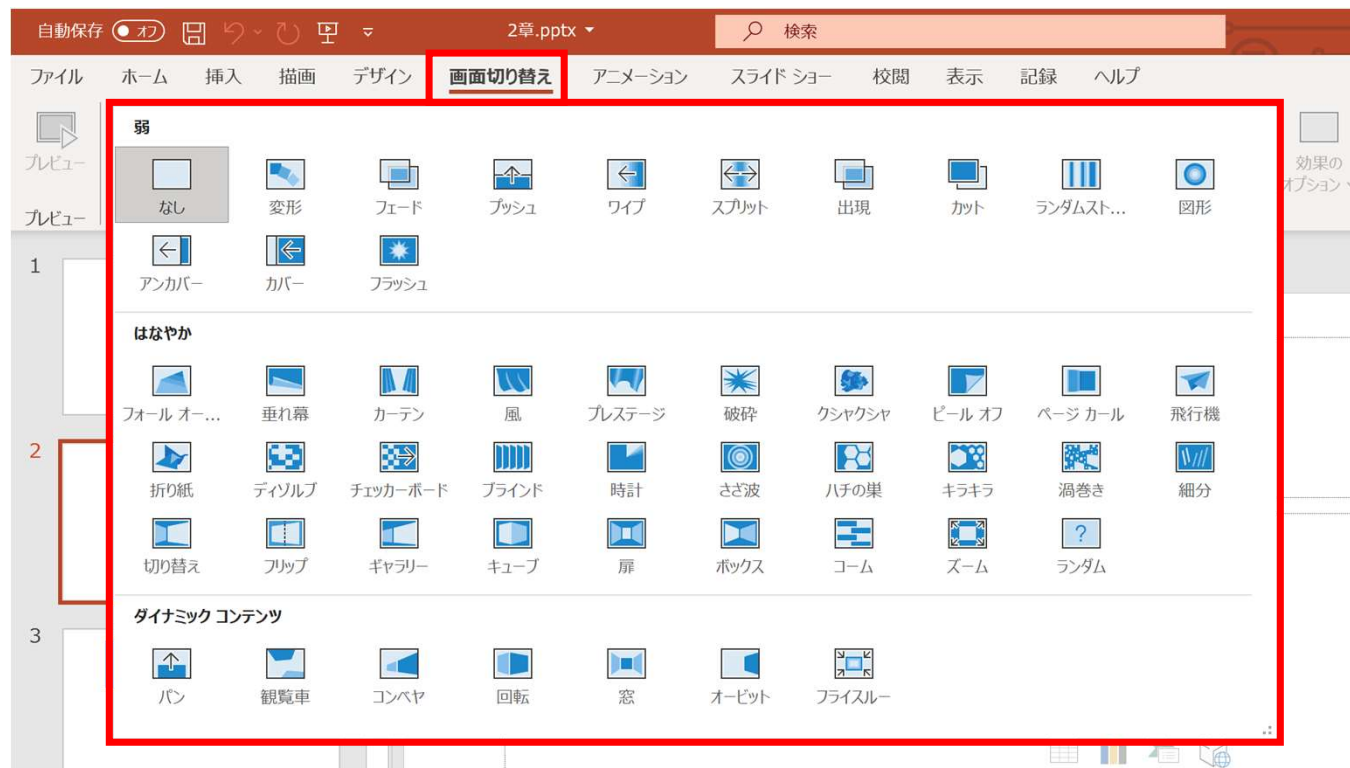 自動保存 オフ 2章.pptx 検索
ファイル ホーム 挿入 描画 デザイン 画面切り替え アニメーション スライド ショー 校閲 表示 記録 ヘルプ
プレビュー
プレビュー
効果の
オプション
弱
なし 変形 フェード プッシュ ワイプ スプリット 出現 カット ランダムスト... 図形
アンカバー カバー フラッシュ
はなやか
フォール オー... 垂れ幕 カーテン 風 プレステージ 破砕 クシャクシャ ピール オフ ページ カール 飛行機
折り紙 ディゾルブ チェッカーボード ブラインド 時計 さざ波 ハチの巣 キラキラ 渦巻き 細分
切り替え フリップ ギャラリー キューブ 扉 ボックス コーム ズーム ランダム
ダイナミック コンテンツ
パン 観覧車 コンベヤ 回転 窓 オービット フライスルー
1
2
3